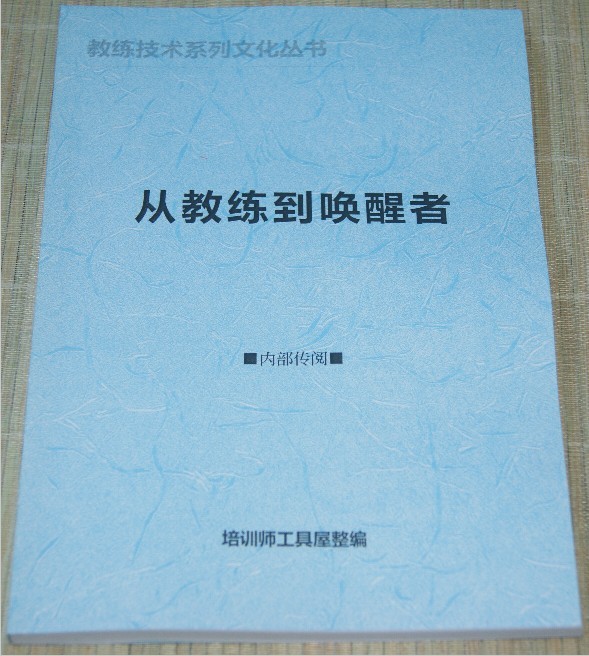 教练技术系列文化丛书
从教练到唤醒者
■内部传阅■
培训师工具屋整编